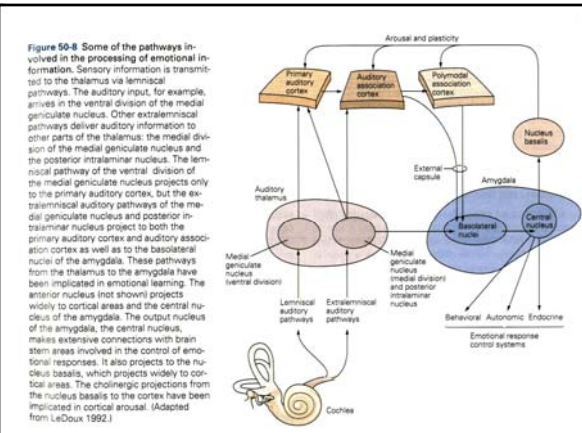 Figure 50-8 Some of the pathways in-
volved in the processing of emotional in-
formation. Sensory information is transmit-
ted to the thalamus via lemniscal
pathways. The auditory input, for example,
arrives in the ventral division of the medial
geniculate nucleus. Other extralemniscal
pathways deliver auditory information to
other parts of the thalamus: the medial divi-
sion of the medial geniculate nucleus and
the posterior intralaminar nucleus. The lem-
niscal pathway of the ventral division of
the medial geniculate nucleus projects only
to the primary auditory cortex, but the ex-
tralemniscal auditory pathways of the me-
dial geniculate nucleus and posterior in-
tralaminar nucleus project to both the
primary auditory cortex and auditory associ-
ation cortex as well as to the basolateral
nuclei of the amygdala. These pathways
from the thalamus to the amygdala have
been implicated in emotional learning. The
anterior nucleus (not shown) projects
widely to cortical areas and the central nu-
cleus of the amygdala. The output nucleus
of the amygdala, the central nucleus,
makes extensive connections with brain
stem areas involved in the control of emo-
tional responses. It also projects to the nu-
cleus basalis, which projects widely to cor-
tical areas. The cholinergic projections from
the nucleus basalis to the cortex have been
implicated in cortical arousal. (Adapted
from LeDoux 1992.)
Arousal and plasticity
Primary
auditory
cortex
Auditory
association
cortex
Polymodal
association
cortex
Nucleus
basalis
External
capsule
Amygdala
Auditory
thalamus
Basolateral
nuclei
Central
nucleus
Medial
geniculate
nucleus
(ventral division)
Medial
geniculate
nucleus
(medial division)
and posterior
intralaminar
nucleus
Lemniscal
auditory
pathways
Extralemniscal
auditory
pathways
Behavioral Autonomic Endocrine
Emotional response
control systems
Cochlea